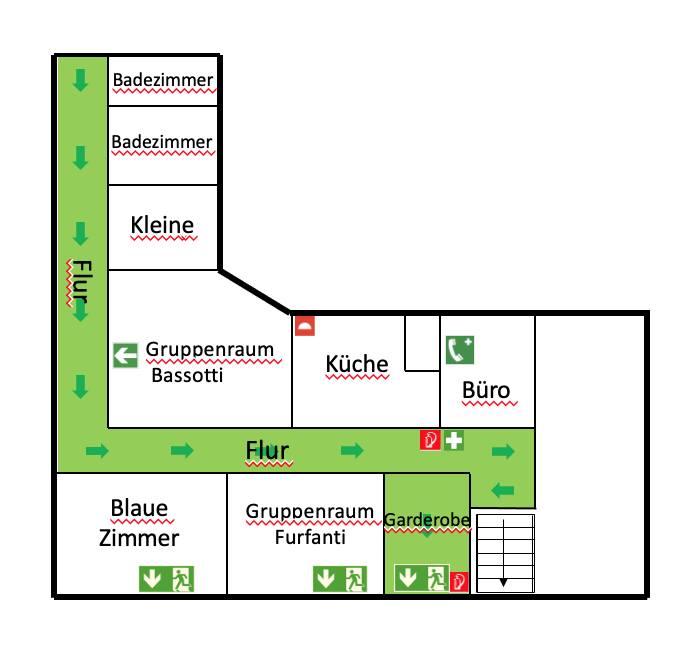 Badezimmer
Badezimmer
Kleine
Flur
Gruppenraum
Bassotti
Küche
Büro
Flur
Blaue
Zimmer
Gruppenraum
Furfanti
Garderobe